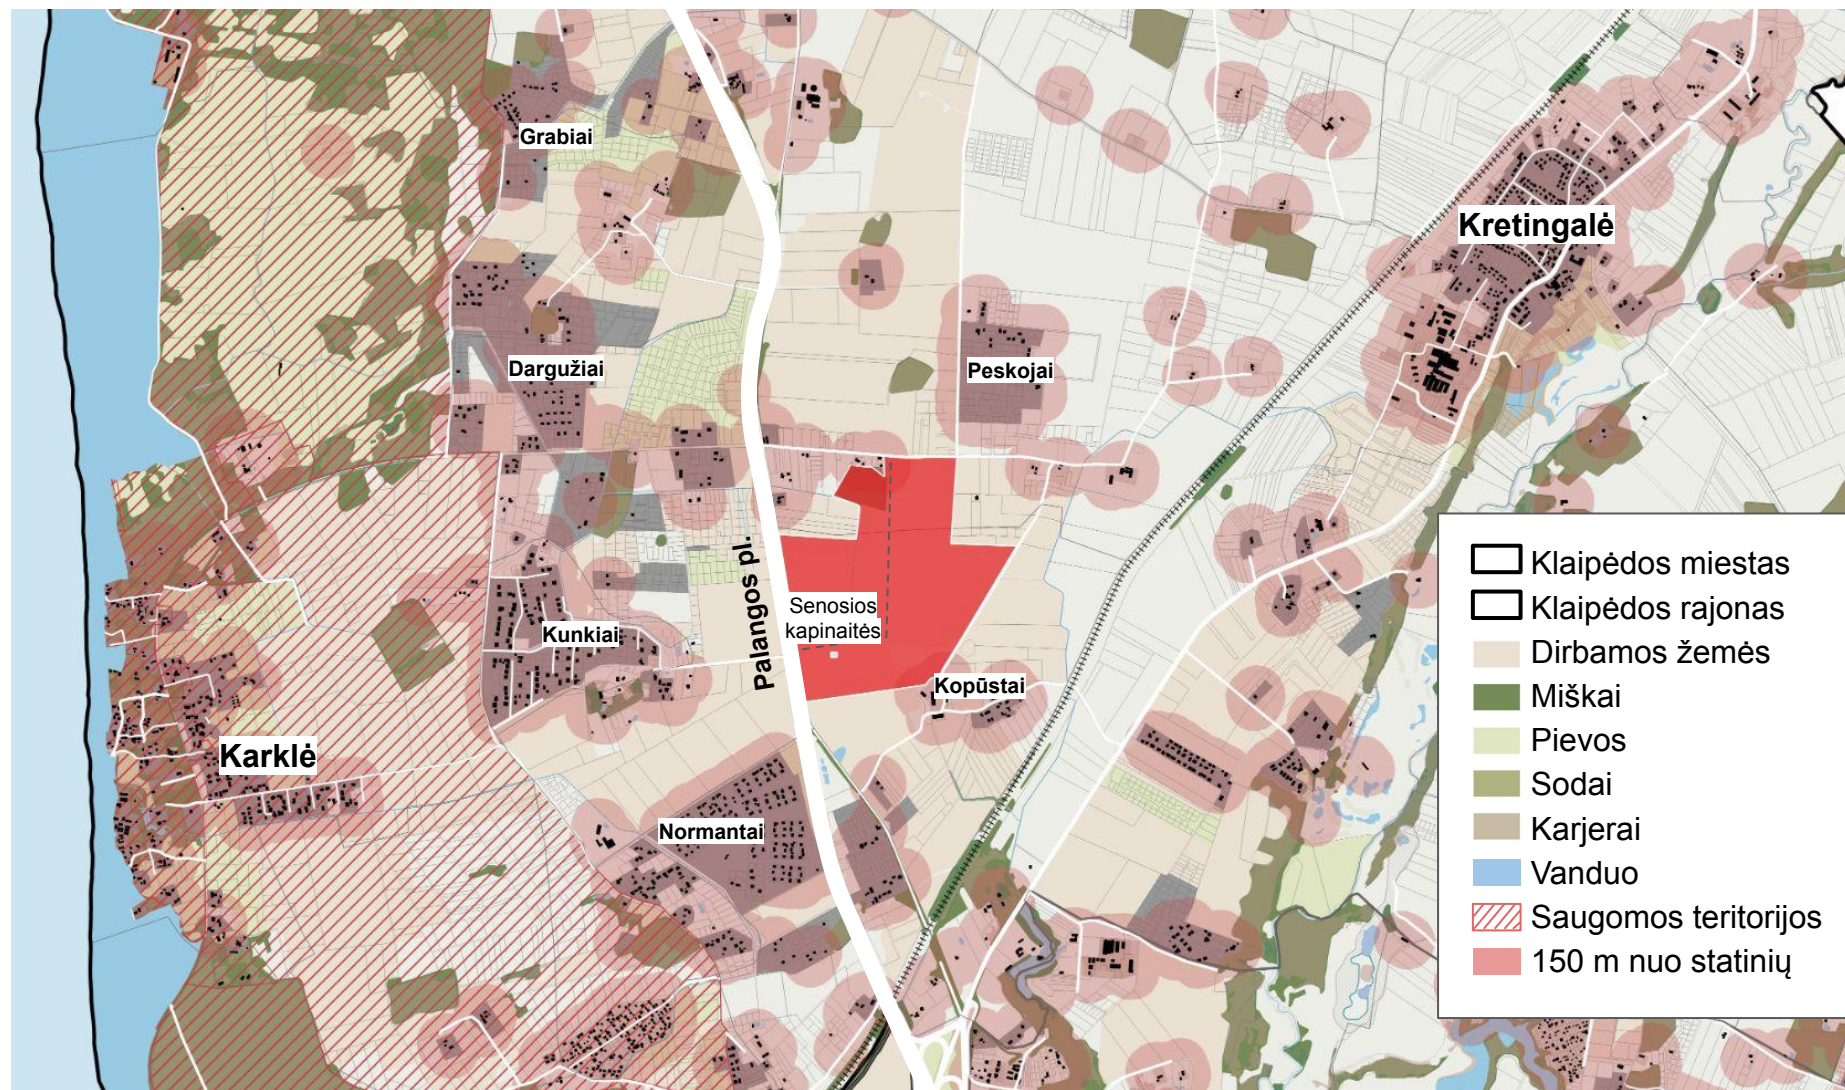 Grabiai
Kretingalė
Dargužiai
Peskojai
Palangos pl.
Senosios
kapinaitės
Kunkiai
Kopūstai
Karklė
Normantai
Klaipėdos miestas
Klaipėdos rajonas
Dirbamos žemės
Miškai
Pievos
Sodai
Karjerai
Vanduo
Saugomos teritorijos
150 m nuo statinių